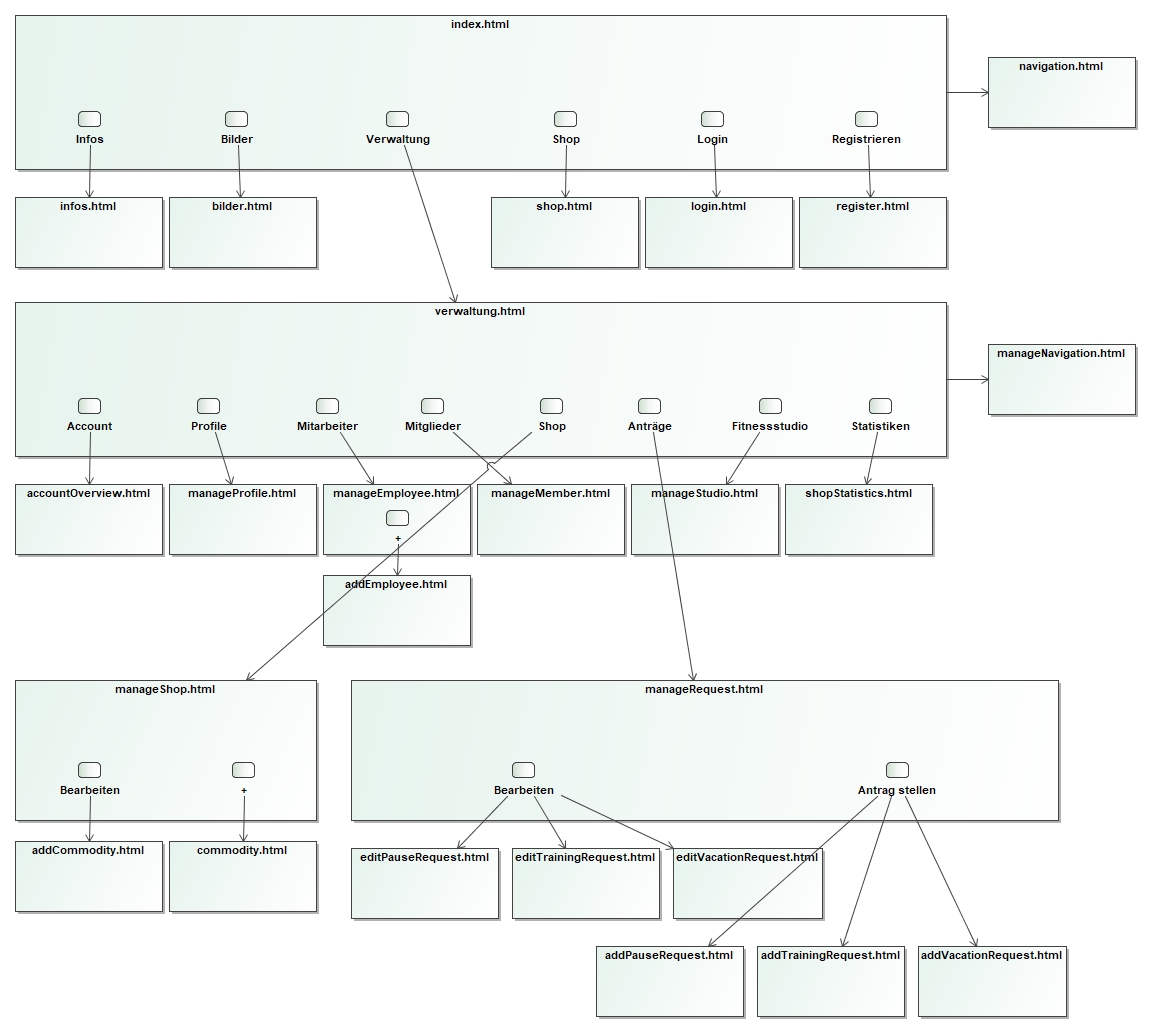 index.html
navigation.html
Infos
Bilder
Verwaltung
Shop
Login
Registrieren
infos.html
bilder.html
shop.html
login.html
register.html
verwaltung.html
manageNavigation.html
Account
Profile
Mitarbeiter
Mitglieder
Shop
Anträge
Fitnessstudio
Statistiken
accountOverview.html
manageProfile.html
manageEmployee.html
manageMember.html
manageStudio.html
shopStatistics.html
+
addEmployee.html
manageShop.html
manageRequest.html
Bearbeiten
+
Bearbeiten
Antrag stellen
addCommodity.html
commodity.html
editPauseRequest.html
editTrainingRequest.html
editVacationRequest.html
addPauseRequest.html
addTrainingRequest.html
addVacationRequest.html